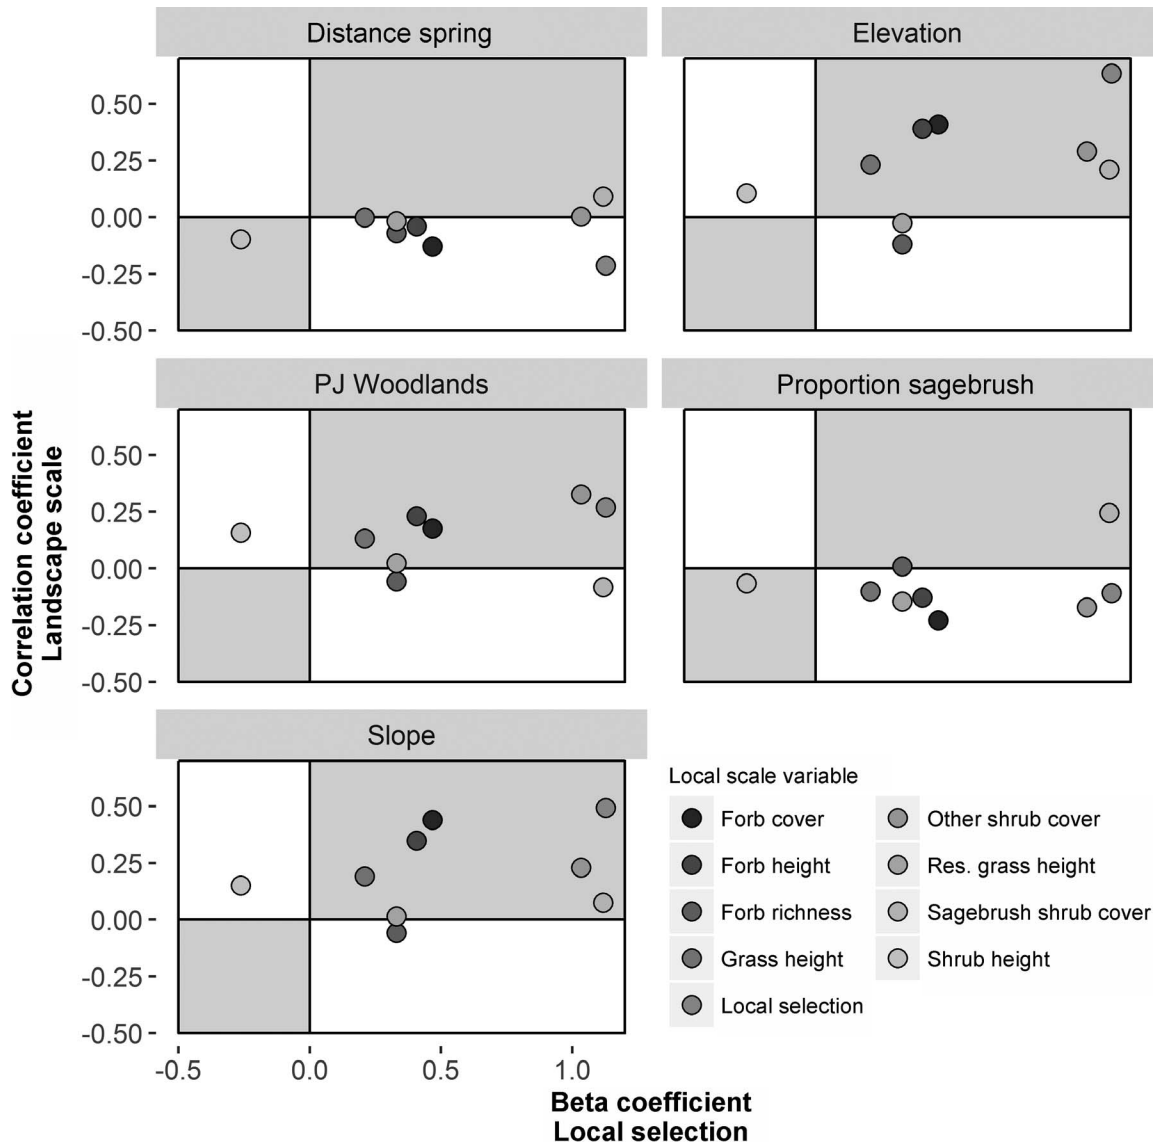 Distance spring
Elevation
0.50
0.25
0.00
-0.25
-0.50
PJ Woodlands
Proportion sagebrush
0.50
0.25
0.00
-0.25
-0.50
Correlation coefficient
Landscape scale
Slope
0.50
0.25
0.00
-0.25
-0.50
-0.5 0.0 0.5 1.0
Beta coefficient
Local selection
Local scale variable
Forb cover
Forb height
Forb richness
Grass height
Local selection
Other shrub cover
Res. grass height
Sagebrush shrub cover
Shrub height